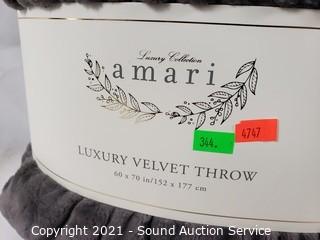 Luxury Collection
amari
344.
4747
LUXURY VELVET THROW
60 x 70 in/152 x 177 cm
Copyright 2021 - Sound Auction Service